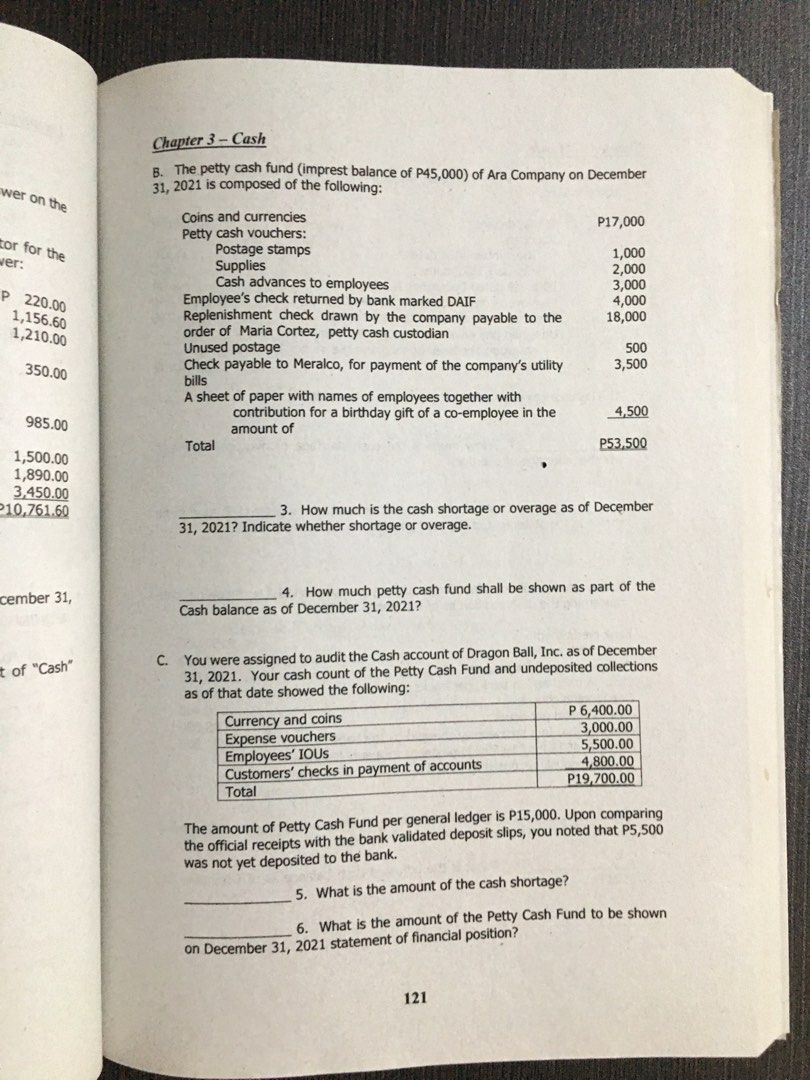 wer on the
tor for the
ver:
P 220.00
1,156.60
1,210.00
350.00
985.00
1,500.00
1,890.00
3,450.00
P10,761.60
cember 31,
t of "Cash"
Chapter 3 – Cash
B. The petty cash fund (imprest balance of P45,000) of Ara Company on December
31, 2021 is composed of the following:
Coins and currencies P17,000
Petty cash vouchers:
Postage stamps 1,000
Supplies 2,000
Cash advances to employees 3,000
Employee's check returned by bank marked DAIF 4,000
Replenishment check drawn by the company payable to the 18,000
order of Maria Cortez, petty cash custodian
Unused postage 500
Check payable to Meralco, for payment of the company's utility 3,500
bills
A sheet of paper with names of employees together with
contribution for a birthday gift of a co-employee in the 4,500
amount of
Total P53,500
3. How much is the cash shortage or overage as of December
31, 2021? Indicate whether shortage or overage.
4. How much petty cash fund shall be shown as part of the
Cash balance as of December 31, 2021?
C. You were assigned to audit the Cash account of Dragon Ball, Inc. as of December
31, 2021. Your cash count of the Petty Cash Fund and undeposited collections
as of that date showed the following:
Currency and coins P 6,400.00
Expense vouchers 3,000.00
Employees' IOUs 5,500.00
Customers' checks in payment of accounts 4,800.00
Total P19,700.00
The amount of Petty Cash Fund per general ledger is P15,000. Upon comparing
the official receipts with the bank validated deposit slips, you noted that P5,500
was not yet deposited to the bank.
5. What is the amount of the cash shortage?
6. What is the amount of the Petty Cash Fund to be shown
on December 31, 2021 statement of financial position?
121